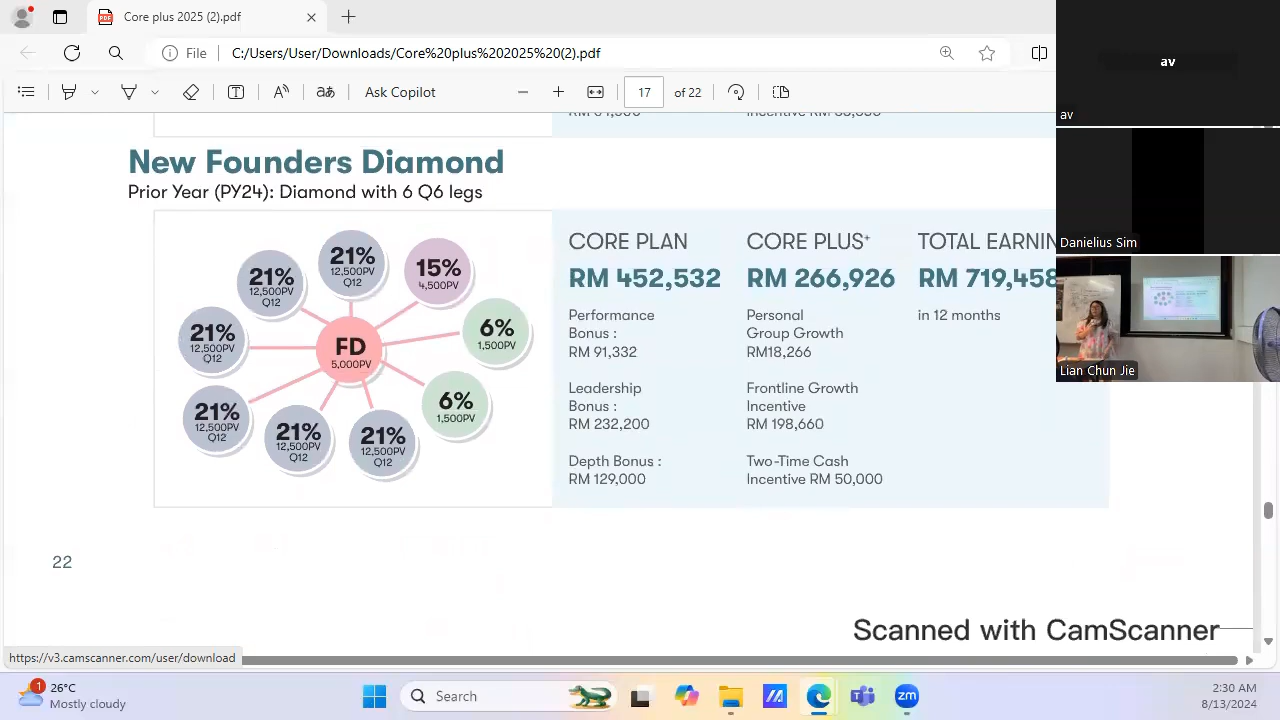 Core plus 2025 (2).pdf
File
C:/Users/User/Downloads/Core%20plus%202025%20(2).pdf
Ask Copilot
17 of 22
av
av
Danielius Sim
Lian Chun Jie
New Founders Diamond
Prior Year (PY24): Diamond with 6 Q6 legs
21%
12,500PV
Q12
21%
12,500PV
Q12
15%
4,500PV
21%
12,500PV
Q12
6%
1,500PV
FD
5,000PV
21%
12,500PV
Q12
6%
1,500PV
21%
12,500PV
Q12
21%
12,500PV
Q12
CORE PLAN
RM 452,532
Performance
Bonus :
RM 91,332
Leadership
Bonus :
RM 232,200
Depth Bonus :
RM 129,000
CORE PLUS+
RM 266,926
Personal
Group Growth
RM18,266
Frontline Growth
Incentive
RM 198,660
Two-Time Cash
Incentive RM 50,000
TOTAL EARNIN
RM 719,458
in 12 months
22
Scanned with CamScanner
https://v3.camscanner.com/user/download
1
26°C
Mostly cloudy
Search
zm
2:30 AM
8/13/2024